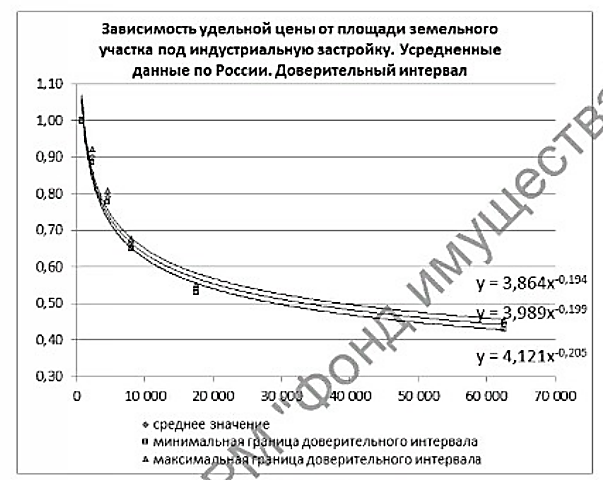 Зависимость удельной цены от площади земельного
участка под индустриальную застройку. Усредненные
данные по России. Доверительный интервал
1,10
1,00
0,90
0,80
0,70
0,60
0,50
0,40
0,30
y = 3,864x^-0,194
y = 3,989x^-0,199
y = 4,121x^-0,205
0 10 000 20 000 30 000 40 000 50 000 60 000 70 000
среднее значение
минимальная граница доверительного интервала
максимальная граница доверительного интервала
РМ "Фонд имущества